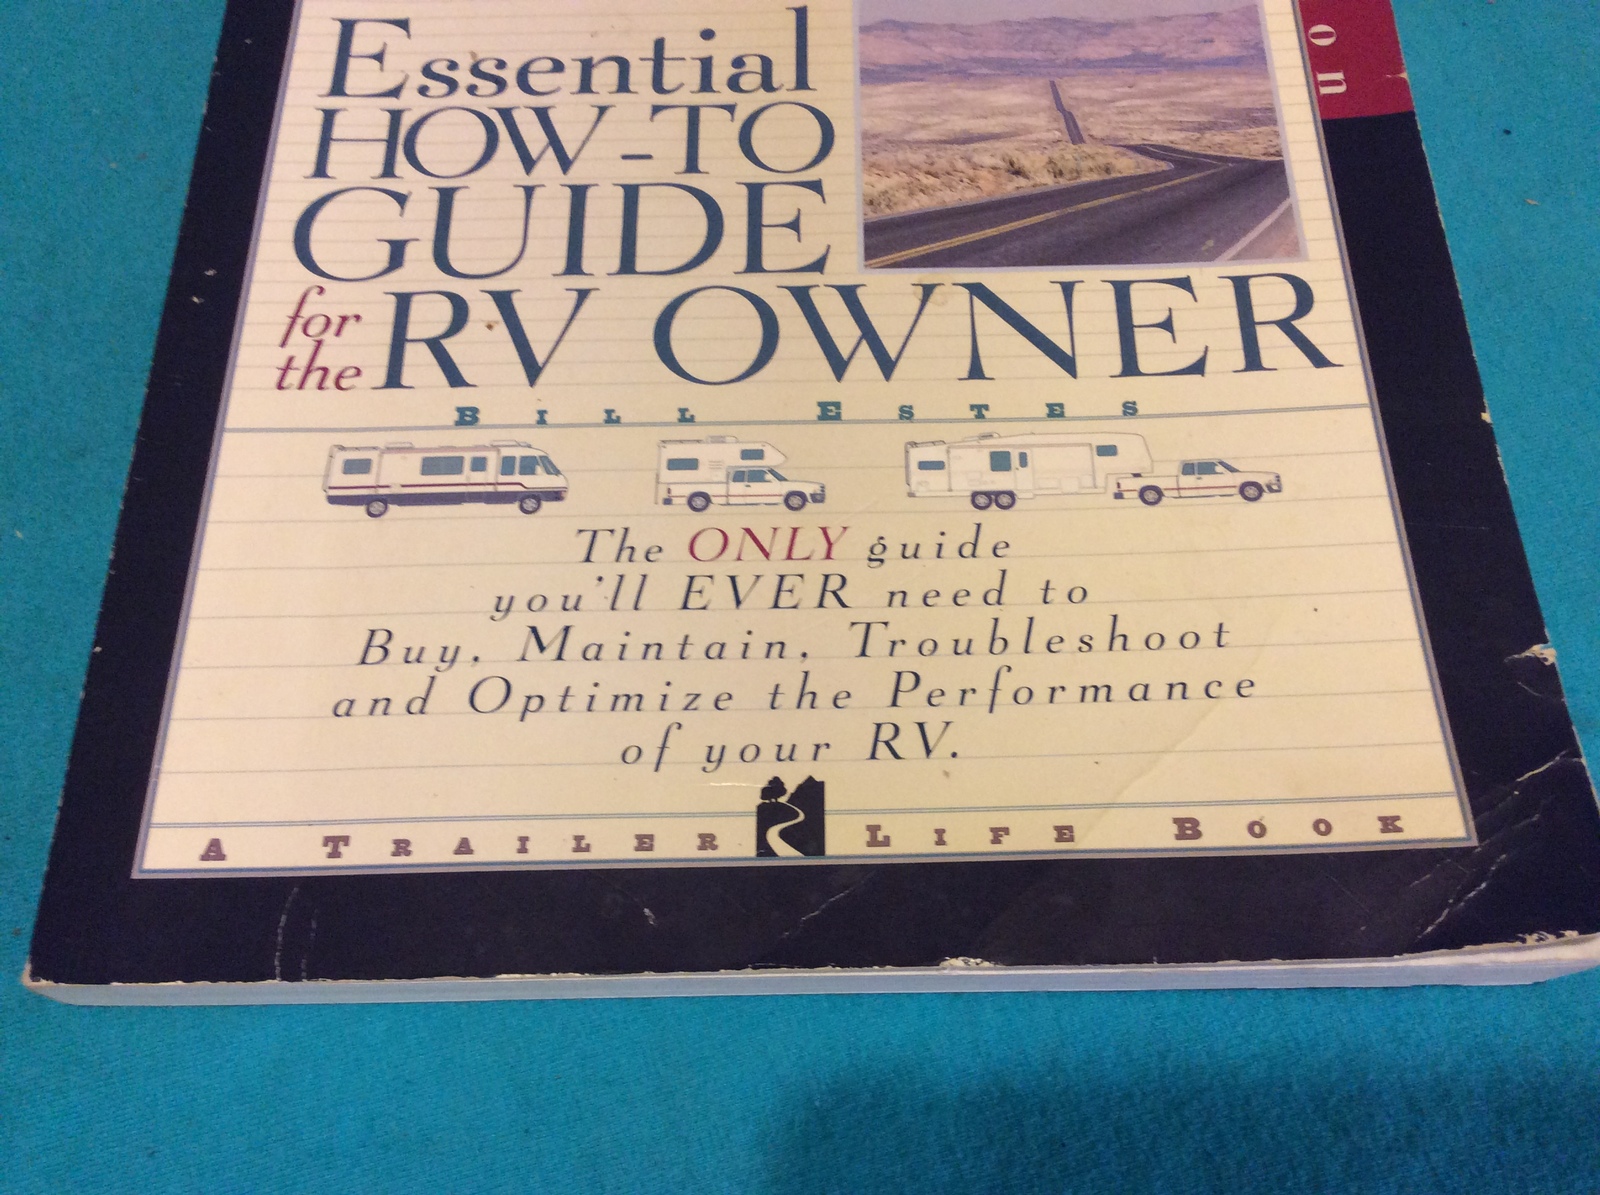 Essential
HOW-TO
GUIDE
for the RV OWNER
BILL ESTES
The ONLY guide
you'll EVER need to
Buy, Maintain, Troubleshoot
and Optimize the Performance
of your RV.
A TRAILER LIFE BOOK
on